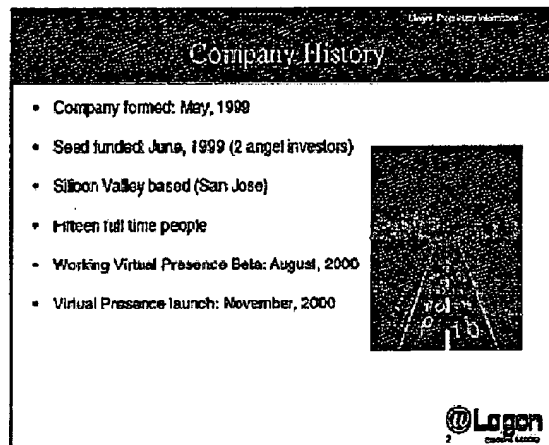 Company History
• Company formed: May, 1999
• Seed funded: June, 1999 (2 angel investors)
• Silicon Valley based (San Jose)
• Fifteen full time people
• Working Virtual Presence Beta: August, 2000
• Virtual Presence launch: November, 2000
@Logon
2